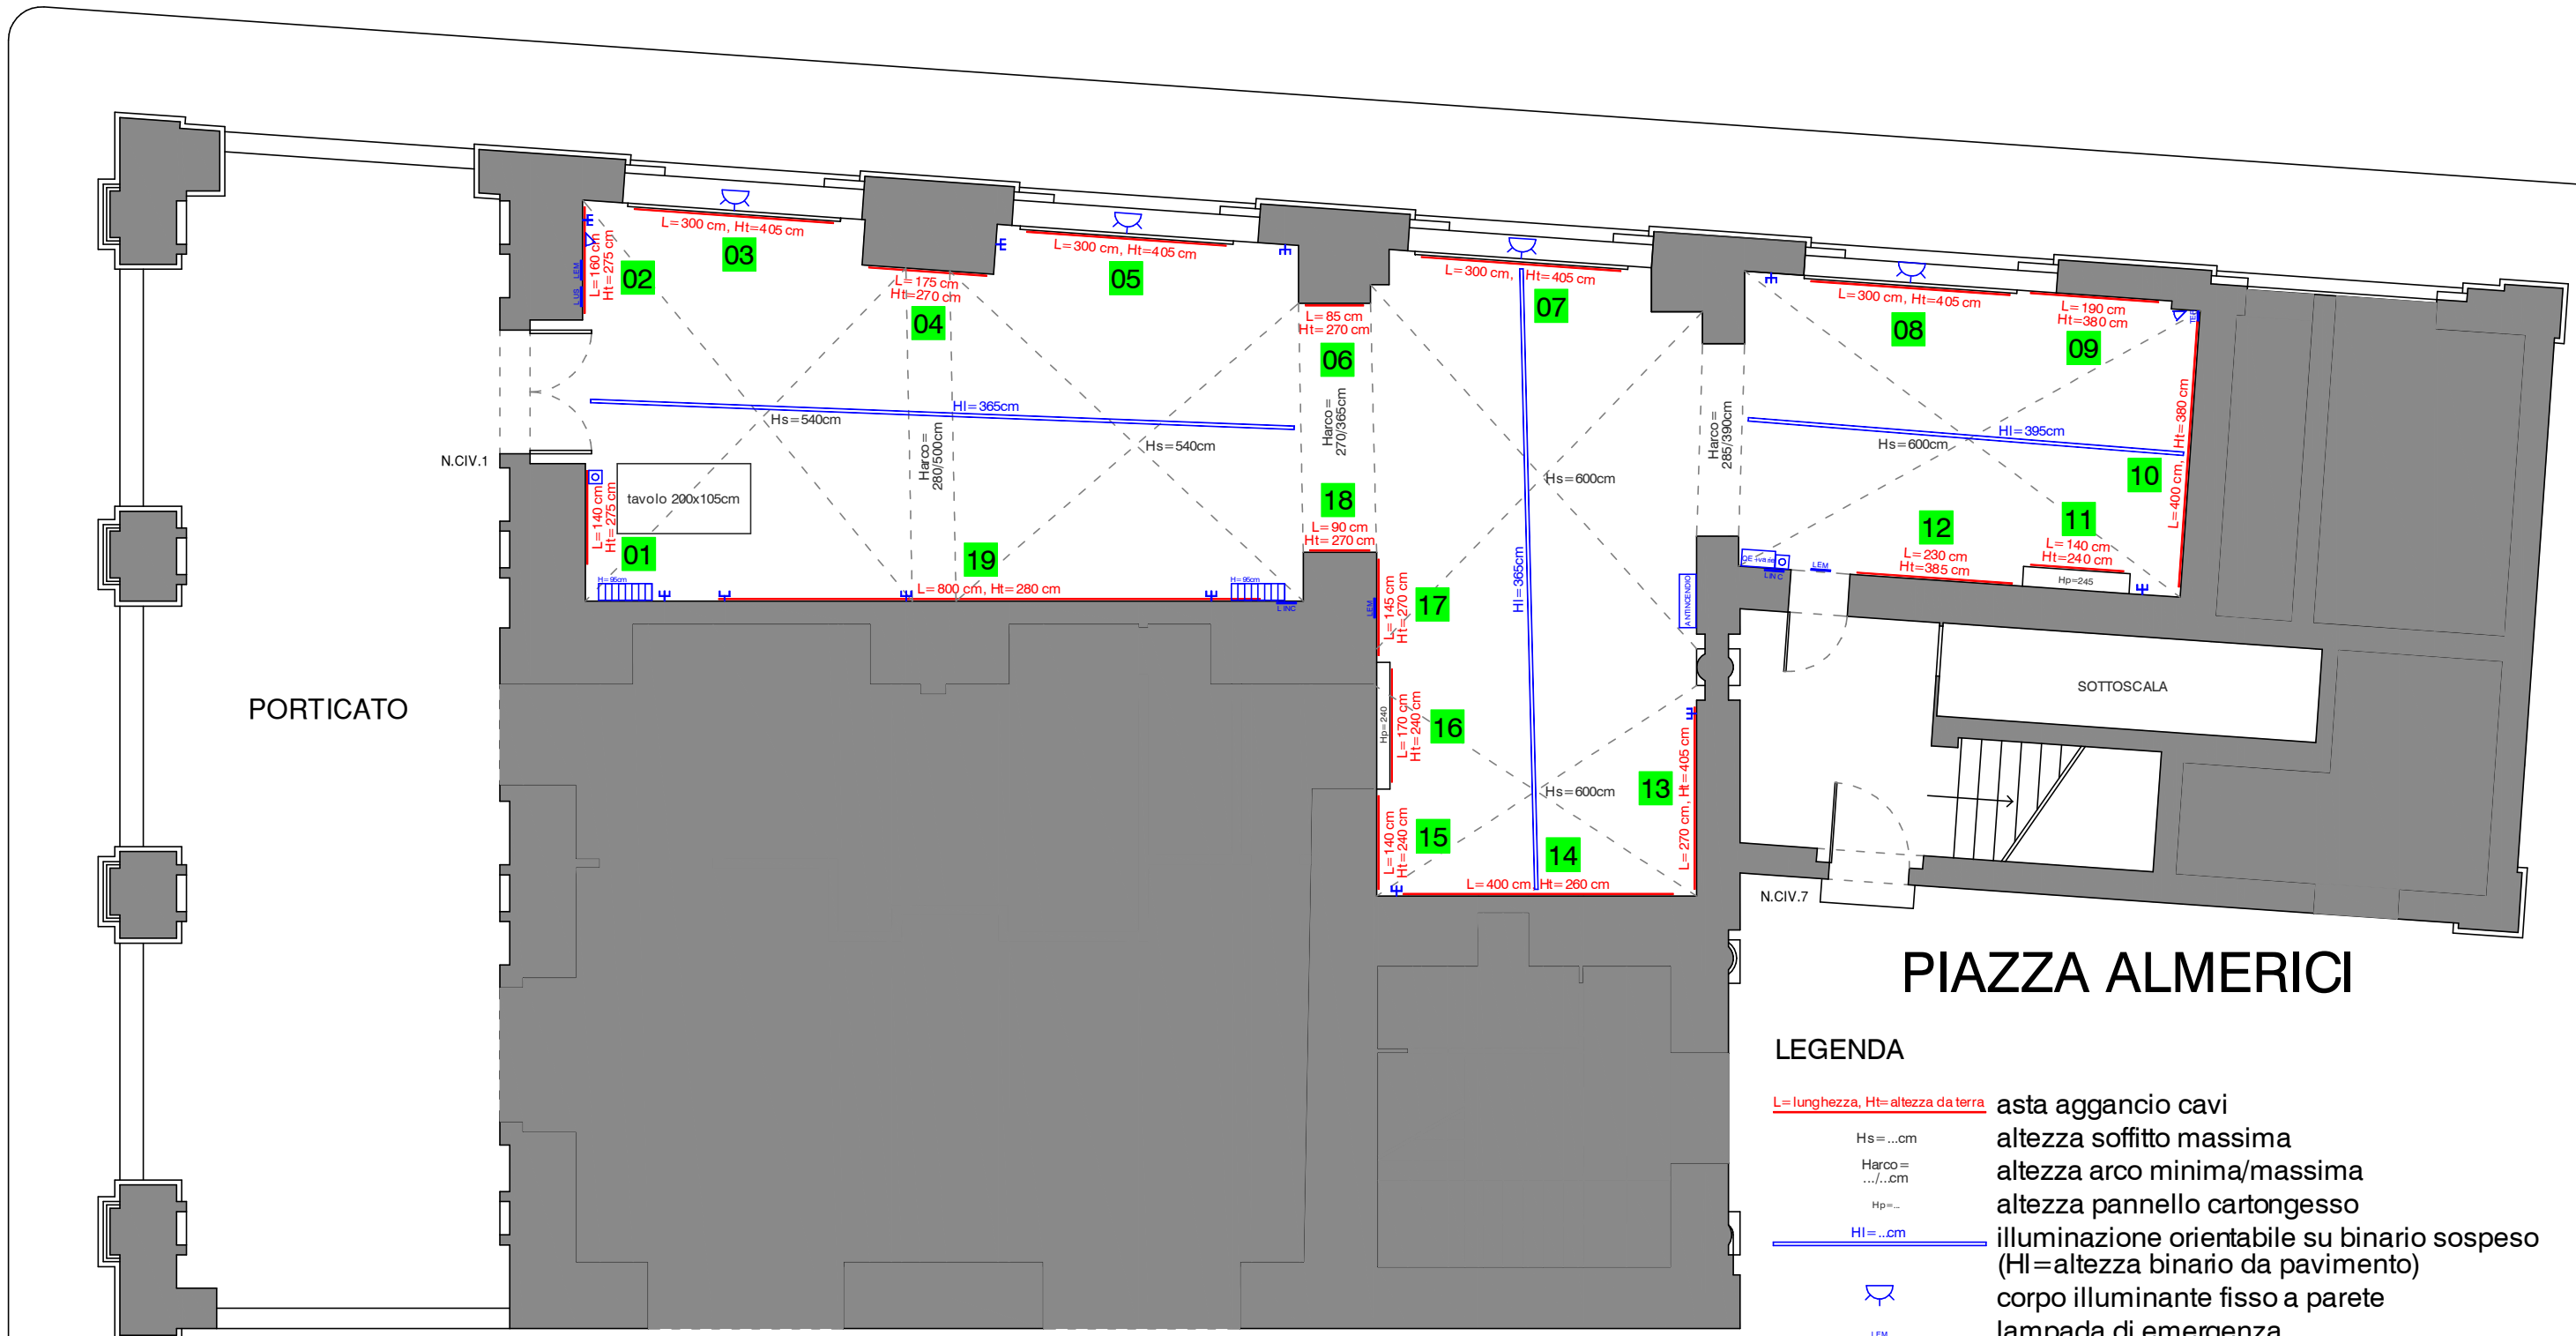 L=300 cm, Ht=405 cm
03
L=160 cm
Ht=275 cm
02
LEM
L US
L=175 cm
Ht=270 cm
04
L=300 cm, Ht=405 cm
05
L=85 cm
Ht=270 cm
06
L=300 cm, Ht=405 cm
07
L=300 cm, Ht=405 cm
08
L=190 cm
Ht=380 cm
09
Hl=365cm
Hs=540cm
Harco=
280/500cm
Hs=540cm
Harco=
270/365cm
Hs=600cm
Harco=
285/390cm
Hs=600cm
Hl=395cm
L=400 cm, Ht=380 cm
10
N.CIV.1
tavolo 200x105cm
L=140 cm
Ht=275 cm
01
H=95cm
19
L=800 cm, Ht=280 cm
H=95cm
L INC
18
L=90 cm
Ht=270 cm
Hl=365cm
LINC
LEM
12
L=230 cm
Ht=385 cm
11
L=140 cm
Ht=240 cm
Hp=245
ANTINCENDIO
LEM
L=145 cm
Ht=270 cm
17
PORTICATO
SOTTOSCALA
Hp=240
L=170 cm
Ht=240 cm
16
Hs=600cm
13
L=270 cm, Ht=405 cm
L=140 cm
Ht=240 cm
15
14
L=400 cm, Ht=260 cm
N.CIV.7
PIAZZA ALMERICI
LEGENDA
L=lunghezza, Ht=altezza da terra asta aggancio cavi
Hs=...cm altezza soffitto massima
Harco=
.../...cm altezza arco minima/massima
Hp=... altezza pannello cartongesso
Hl=...cm illuminazione orientabile su binario sospeso
(Hl=altezza binario da pavimento)
corpo illuminante fisso a parete
LEM lampada di emergenza